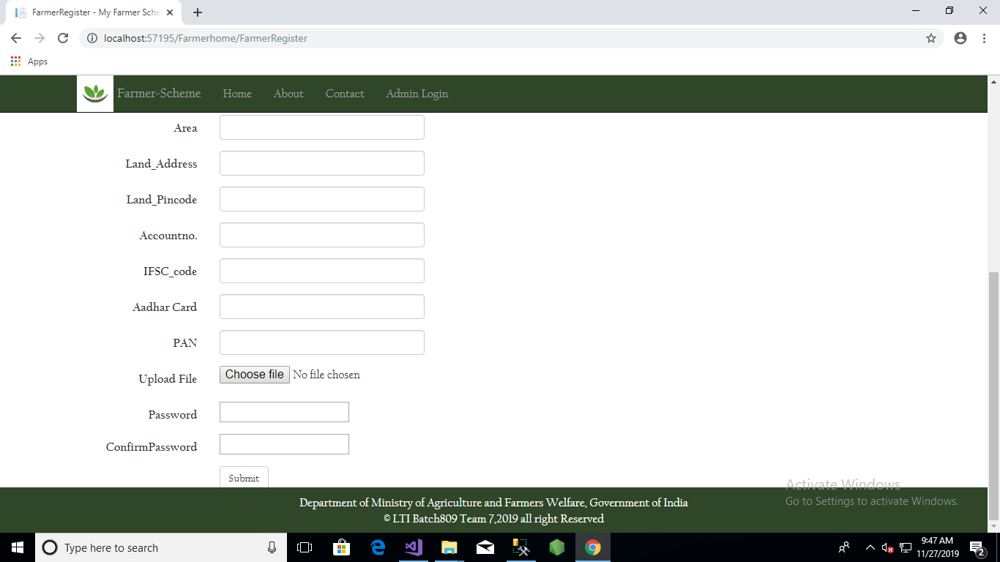 FarmerRegister - My Farmer Sche
localhost:57195/Farmerhome/FarmerRegister
Apps
Farmer-Scheme Home About Contact Admin Login
Area
Land_Address
Land_Pincode
Accountno.
IFSC_code
Aadhar Card
PAN
Upload File Choose file No file chosen
Password
ConfirmPassword
Submit
Activate Windows
Go to Settings to activate Windows.
Department of Ministry of Agriculture and Farmers Welfare, Government of India
© LTI Batch809 Team 7,2019 all right Reserved
Type here to search
9:47 AM
11/27/2019
2